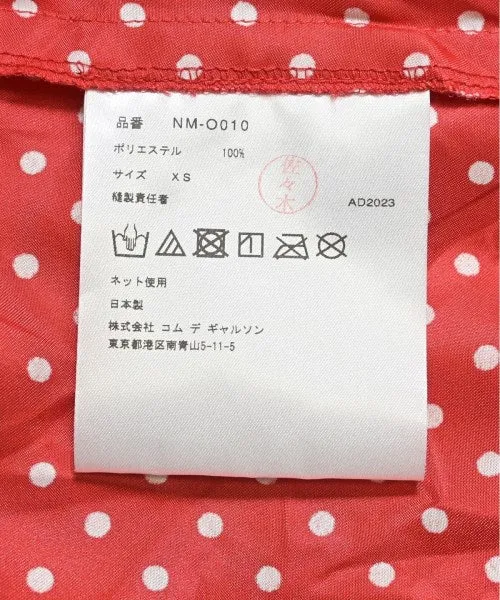 品番 NM-O010
ポリエステル 100%
サイズ XS
縫製責任者 佐々木 AD2023
ネット使用
日本製
株式会社 コム デ ギャルソン
東京都港区南青山5-11-5